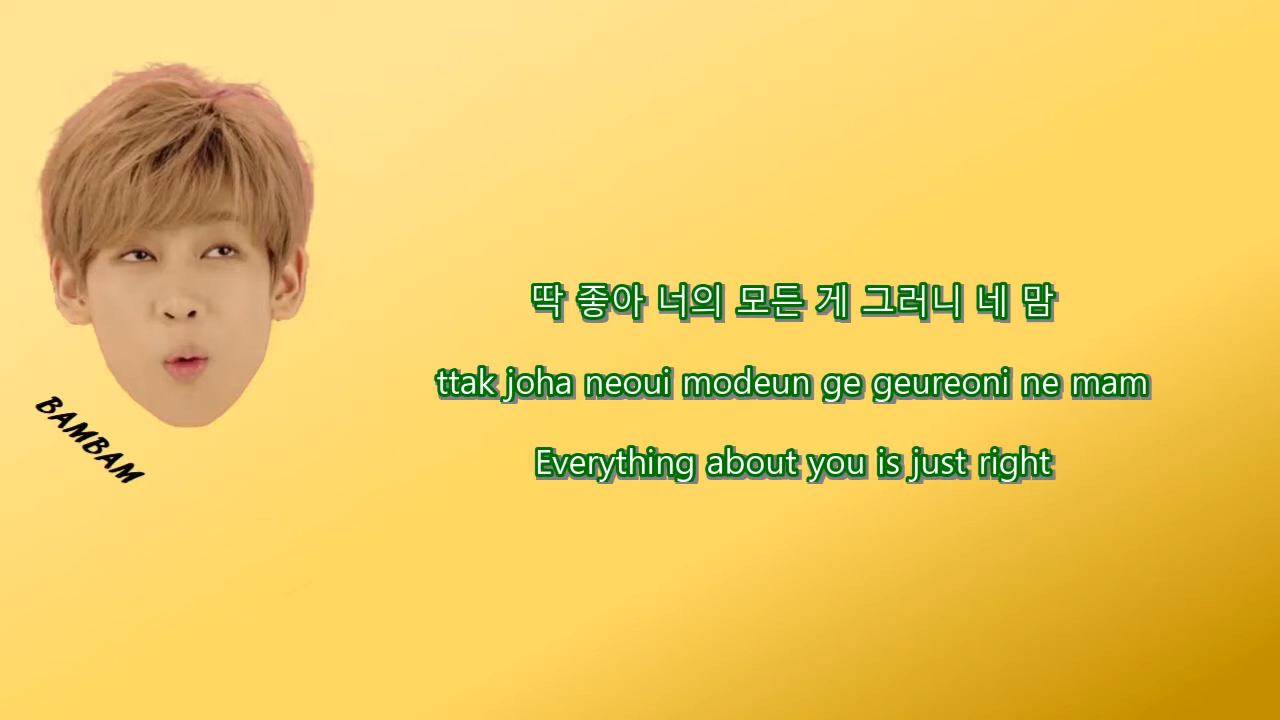 딱 좋아 너의 모든 게 그러니 네 맘
ttak joha neoui modeun ge geureoni ne mam
Everything about you is just right
BAMBAM